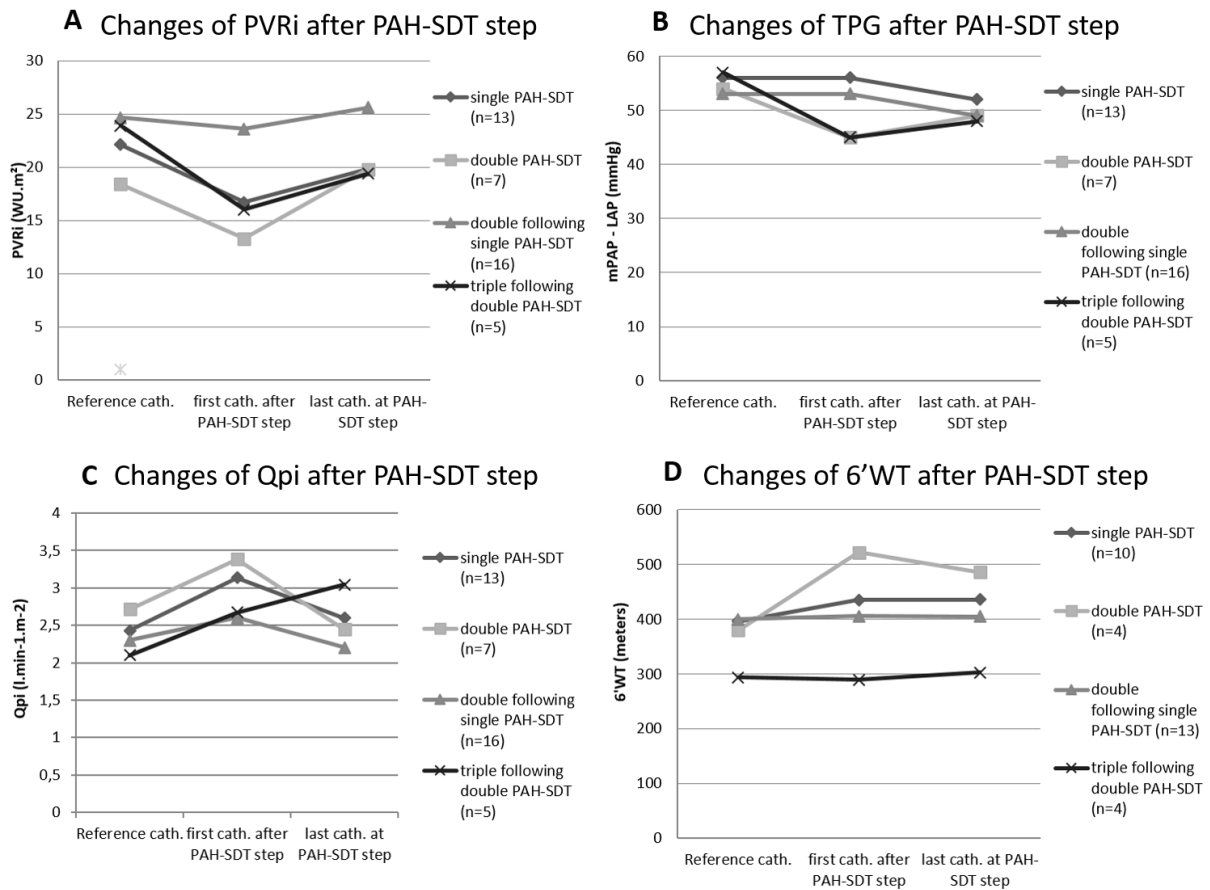 A Changes of PVRi after PAH-SDT step
PVRi (WU.m²)
30
25
20
15
10
5
0
Reference cath.
first cath. after
PAH-SDT step
last cath. at PAH-
SDT step
single PAH-SDT
(n=13)
double PAH-SDT
(n=7)
double following
single PAH-SDT
(n=16)
triple following
double PAH-SDT
(n=5)
B Changes of TPG after PAH-SDT step
mPAP - LAP (mmHg)
60
50
40
30
20
10
0
Reference cath.
first cath. after
PAH-SDT step
last cath. at PAH-
SDT step
single PAH-SDT
(n=13)
double PAH-SDT
(n=7)
double
following single
PAH-SDT (n=16)
triple following
double PAH-SDT
(n=5)
C Changes of Qpi after PAH-SDT step
Qpi (l.min-1.m-2)
4
3,5
3
2,5
2
1,5
1
0,5
0
Reference cath.
first cath. after
PAH-SDT step
last cath. at
PAH-SDT step
single PAH-SDT
(n=13)
double PAH-SDT
(n=7)
double following
single PAH-SDT
(n=16)
triple following
double PAH-SDT
(n=5)
D Changes of 6’WT after PAH-SDT step
6'WT (meters)
600
500
400
300
200
100
0
Reference cath.
first cath. after
PAH-SDT step
last cath. at PAH-
SDT step
single PAH-SDT
(n=10)
double PAH-SDT
(n=4)
double
following single
PAH-SDT (n=13)
triple following
double PAH-SDT
(n=4)